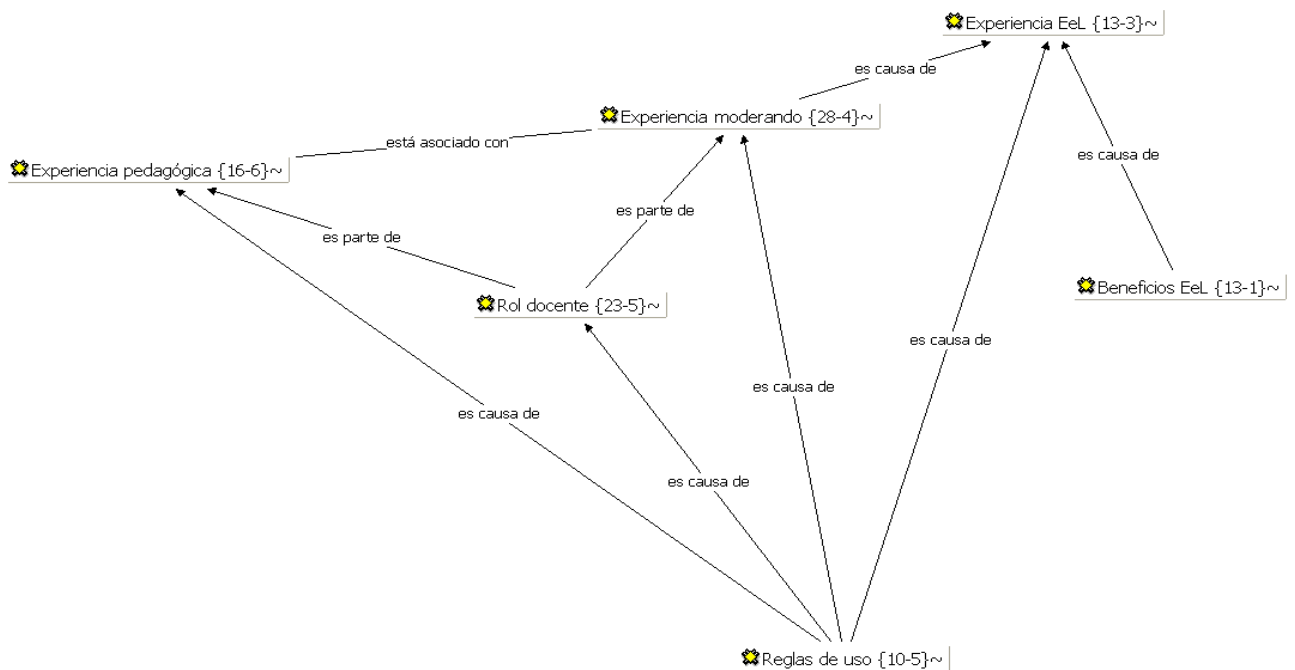 Experiencia EeL {13-3}~
es causa de
Experiencia moderando {28-4}~
está asociado con
es causa de
Experiencia pedagógica {16-6}~
es parte de
es parte de
Beneficios EeL {13-1}~
Rol docente {23-5}~
es causa de
es causa de
es causa de
es causa de
Reglas de uso {10-5}~